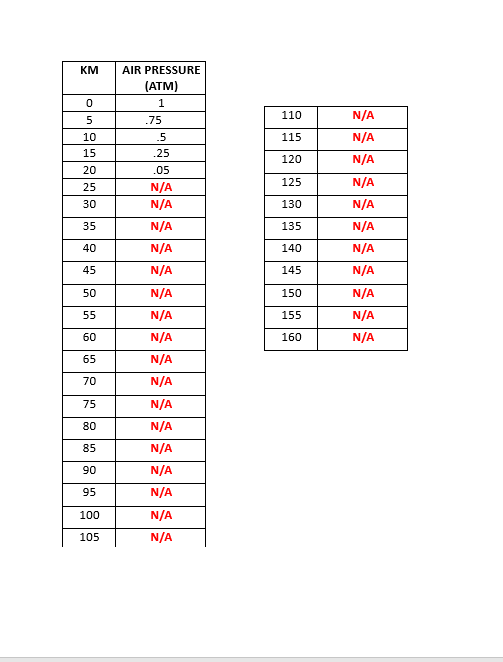 KM AIR PRESSURE
(ATM)
0 1
5 .75
10 .5
15 .25
20 .05
25 N/A
30 N/A
35 N/A
40 N/A
45 N/A
50 N/A
55 N/A
60 N/A
65 N/A
70 N/A
75 N/A
80 N/A
85 N/A
90 N/A
95 N/A
100 N/A
105 N/A
110 N/A
115 N/A
120 N/A
125 N/A
130 N/A
135 N/A
140 N/A
145 N/A
150 N/A
155 N/A
160 N/A